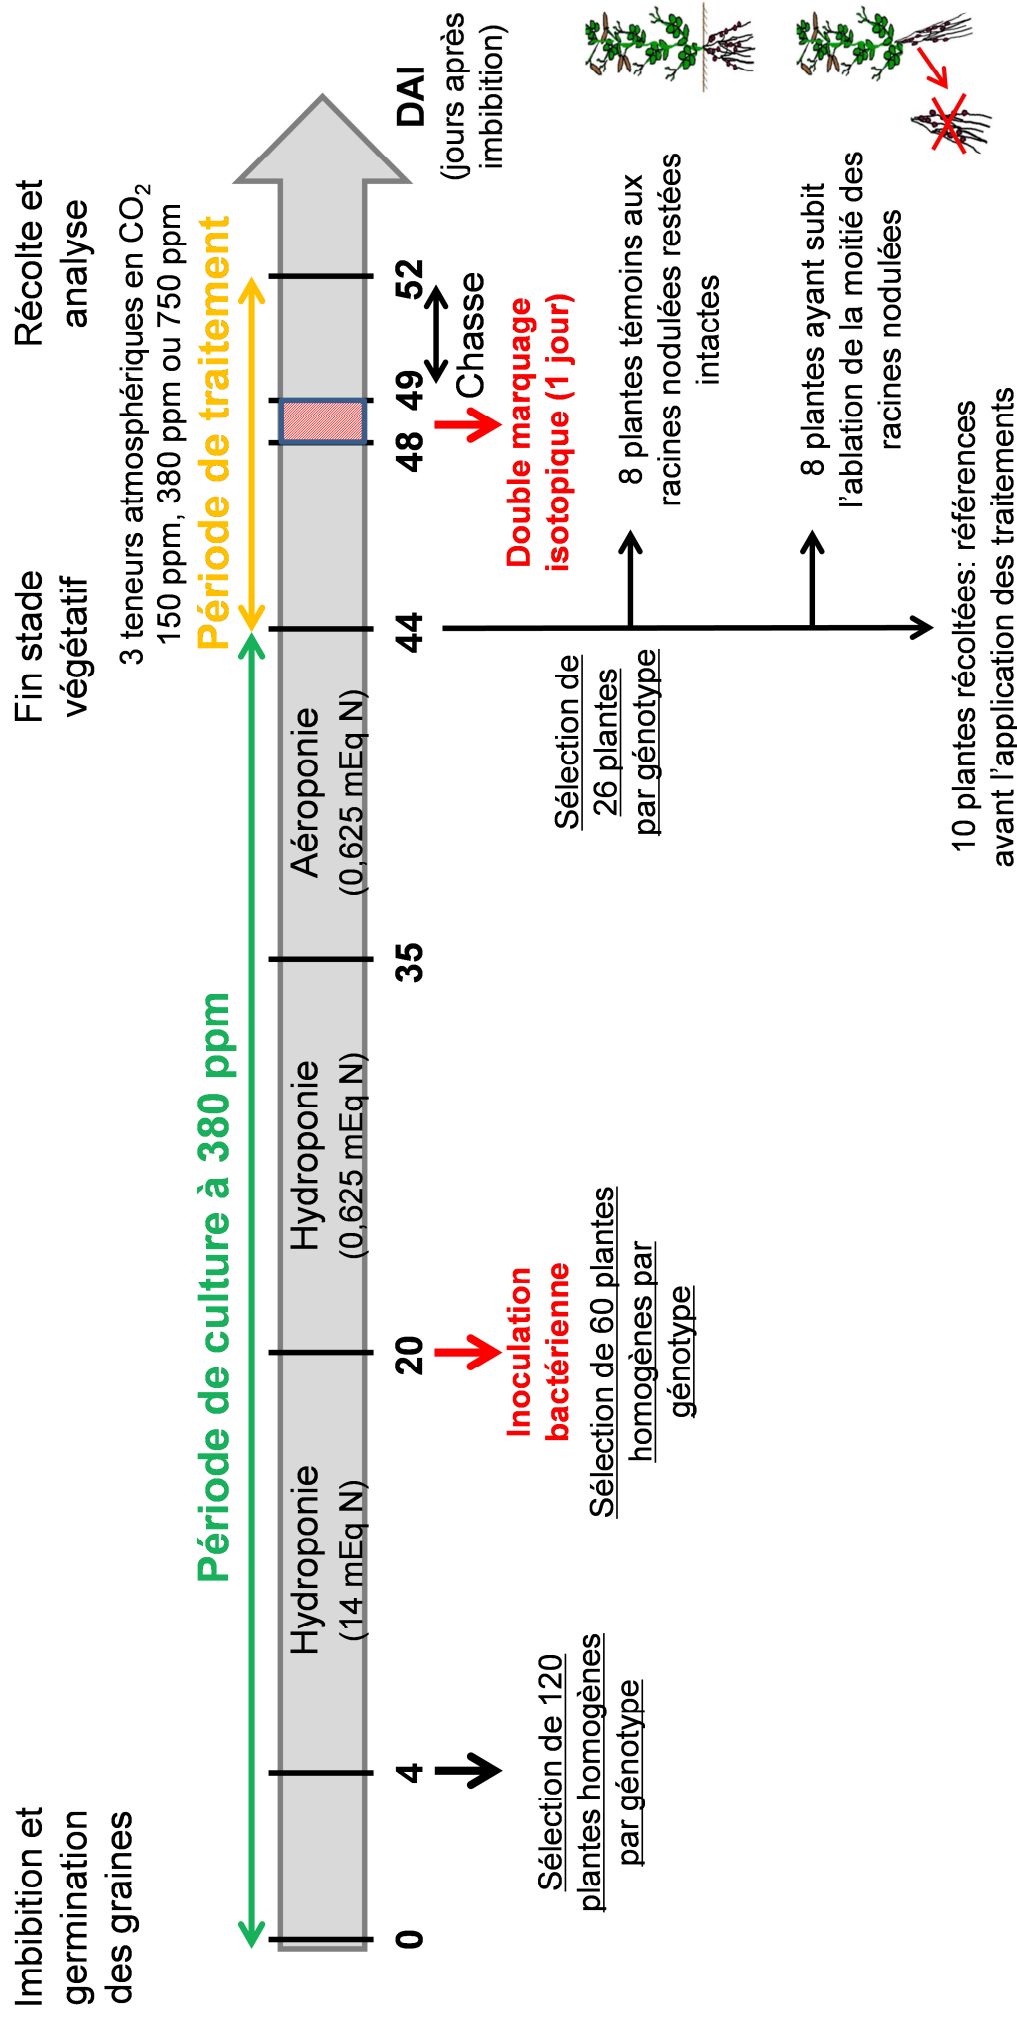 Imbibition et
germination
des graines
Fin stade
végétatif
Récolte et
analyse
3 teneurs atmosphériques en CO₂
150 ppm, 380 ppm ou 750 ppm
Période de culture à 380 ppm
Période de traitement
Hydroponie
(14 mEq N)
Hydroponie
(0,625 mEq N)
Aéroponie
(0,625 mEq N)
0
4
20
35
44
48
49
52
DAI
(jours après
imbibition)
Chasse
Sélection de 120
plantes homogènes
par génotype
Inoculation
bactérienne
Sélection de 60 plantes
homogènes par
génotype
Double marquage
isotopique (1 jour)
Sélection de
26 plantes
par génotype
8 plantes témoins aux
racines nodulées restées
intactes
8 plantes ayant subit
l'ablation de la moitié des
racines nodulées
10 plantes récoltées: références
avant l'application des traitements